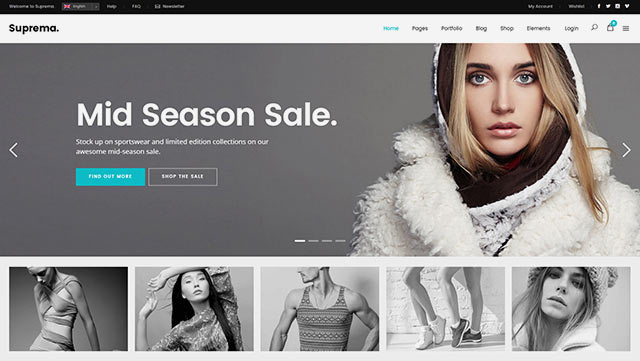 Welcome to Suprema English Help FAQ Newsletter My Account Wishlist
Suprema. Home Pages Portfolio Blog Shop Elements Login
Mid Season Sale.
Stock up on sportswear and limited edition collections on our
awesome mid-season sale.
FIND OUT MORE SHOP THE SALE